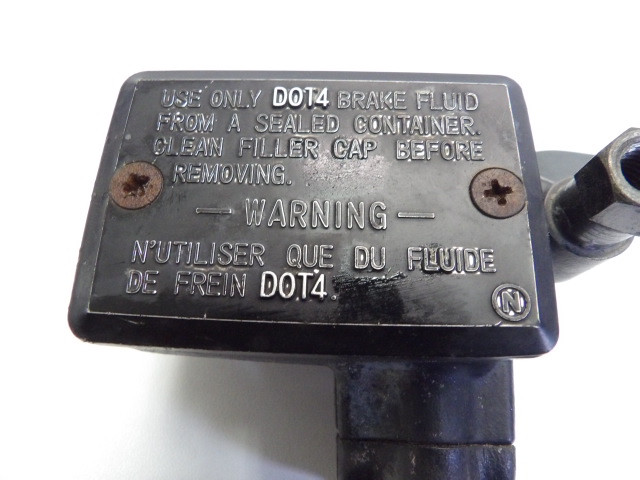 USE ONLY DOT4 BRAKE FLUID
FROM A SEALED CONTAINER.
CLEAN FILLER CAP BEFORE
REMOVING.
— WARNING —
N'UTILISER QUE DU FLUIDE
DE FREIN DOT4.
N